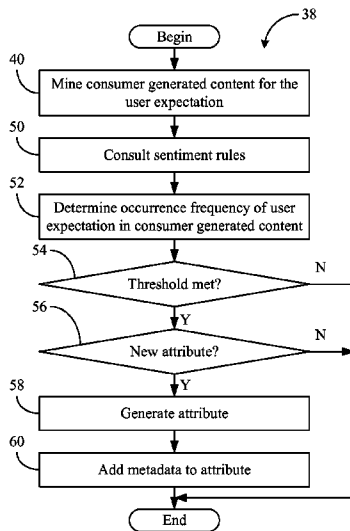 Begin
38
40
Mine consumer generated content for the
user expectation
50
Consult sentiment rules
52
Determine occurrence frequency of user
expectation in consumer generated content
54
Threshold met?
N
Y
56
New attribute?
N
Y
58
Generate attribute
60
Add metadata to attribute
End